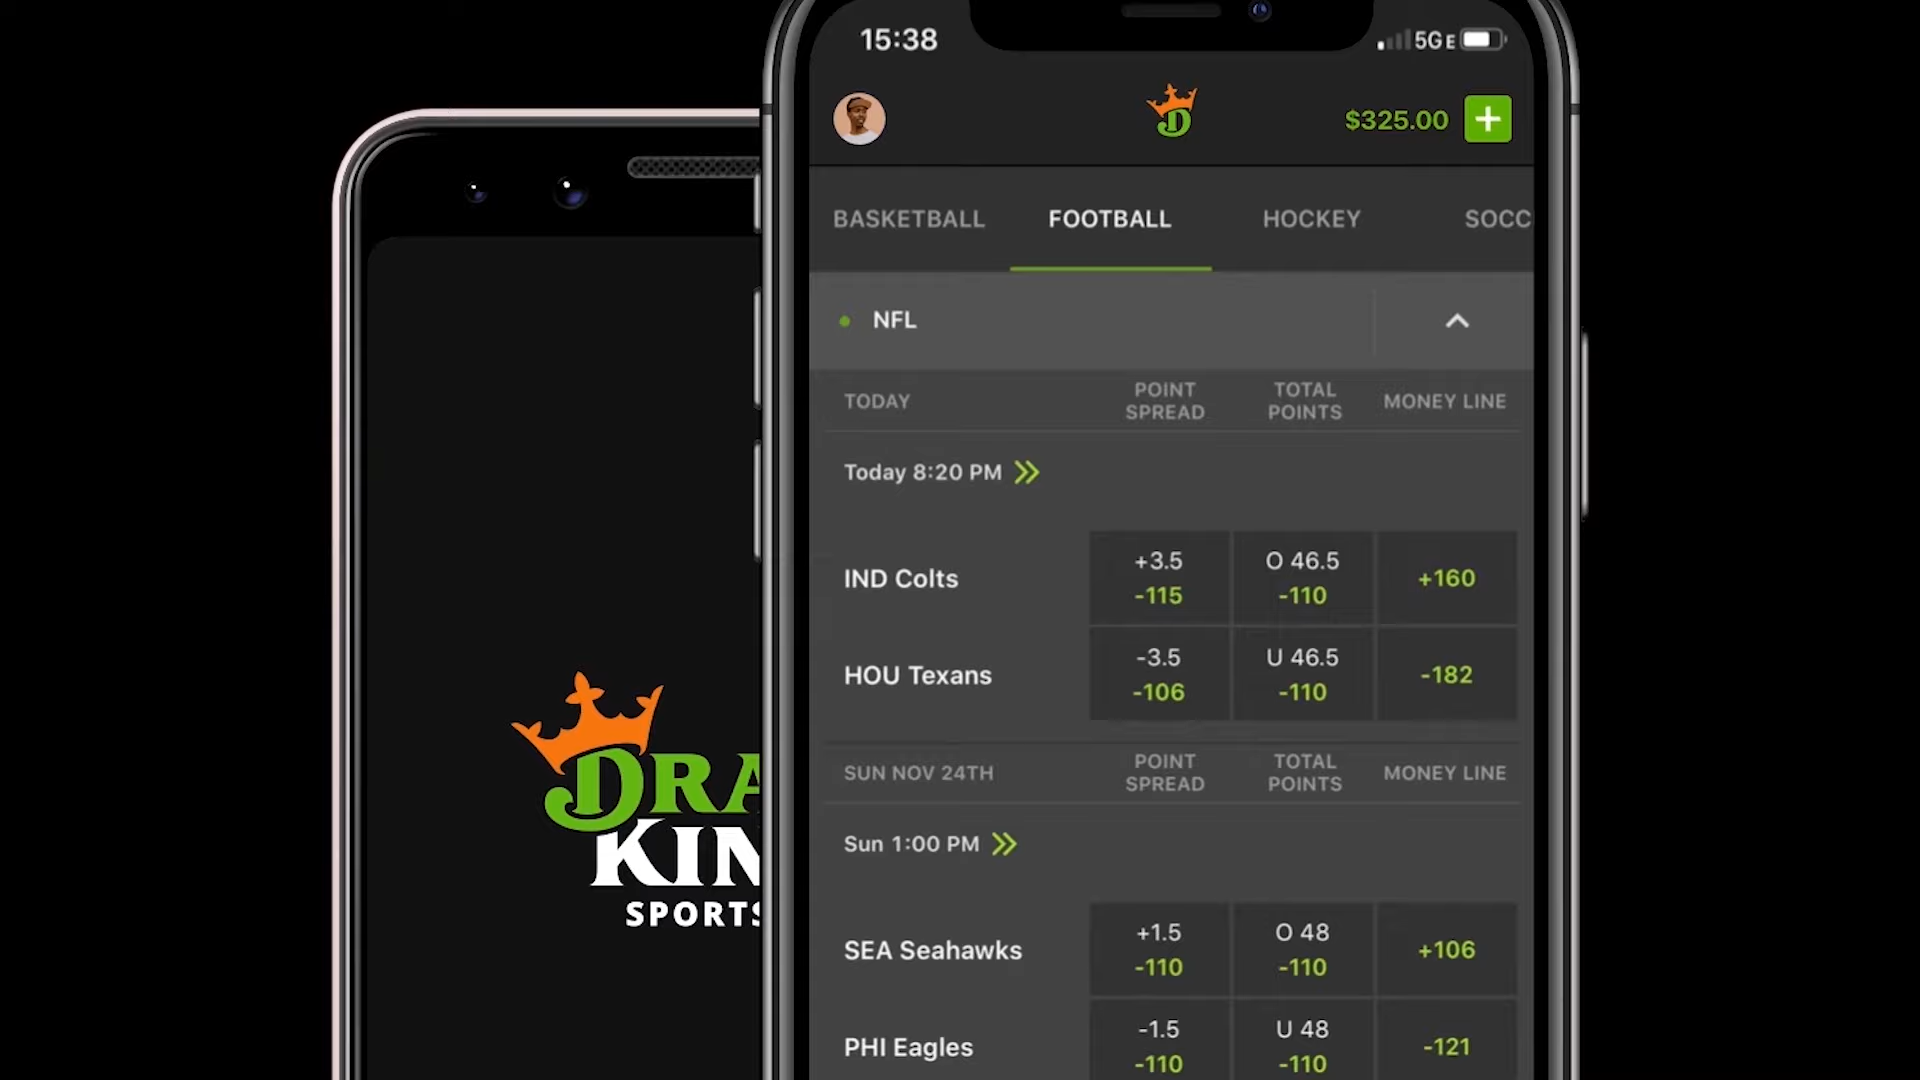 15:38
5GE
$325.00
BASKETBALL FOOTBALL HOCKEY SOCC
NFL
TODAY POINT SPREAD TOTAL POINTS MONEY LINE
Today 8:20 PM
+3.5 O 46.5
IND Colts +160
-115 -110
-3.5 U 46.5
HOU Texans -182
-106 -110
SUN NOV 24TH POINT SPREAD TOTAL POINTS MONEY LINE
Sun 1:00 PM
+1.5 O 48
SEA Seahawks +106
-110 -110
-1.5 U 48
PHI Eagles -121
-110 -110
DRA
KIN
SPORTS